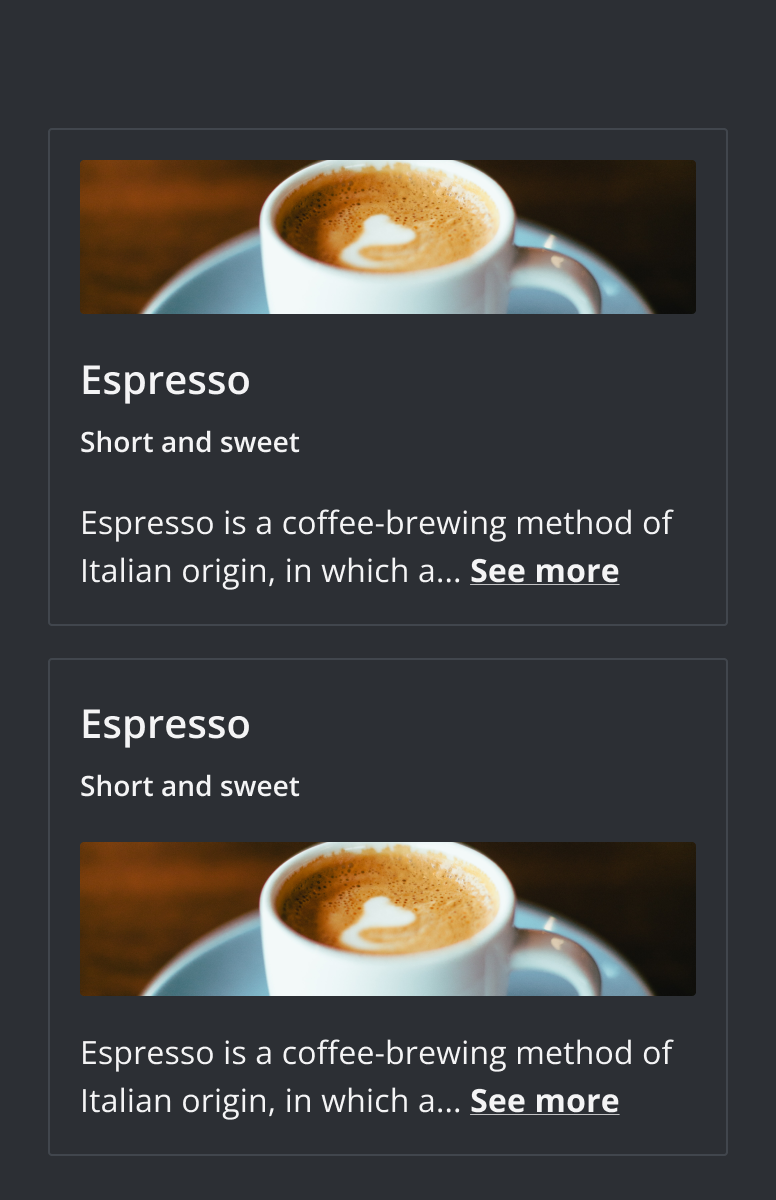 Espresso
Short and sweet
Espresso is a coffee-brewing method of
Italian origin, in which a... See more
Espresso
Short and sweet
Espresso is a coffee-brewing method of
Italian origin, in which a... See more